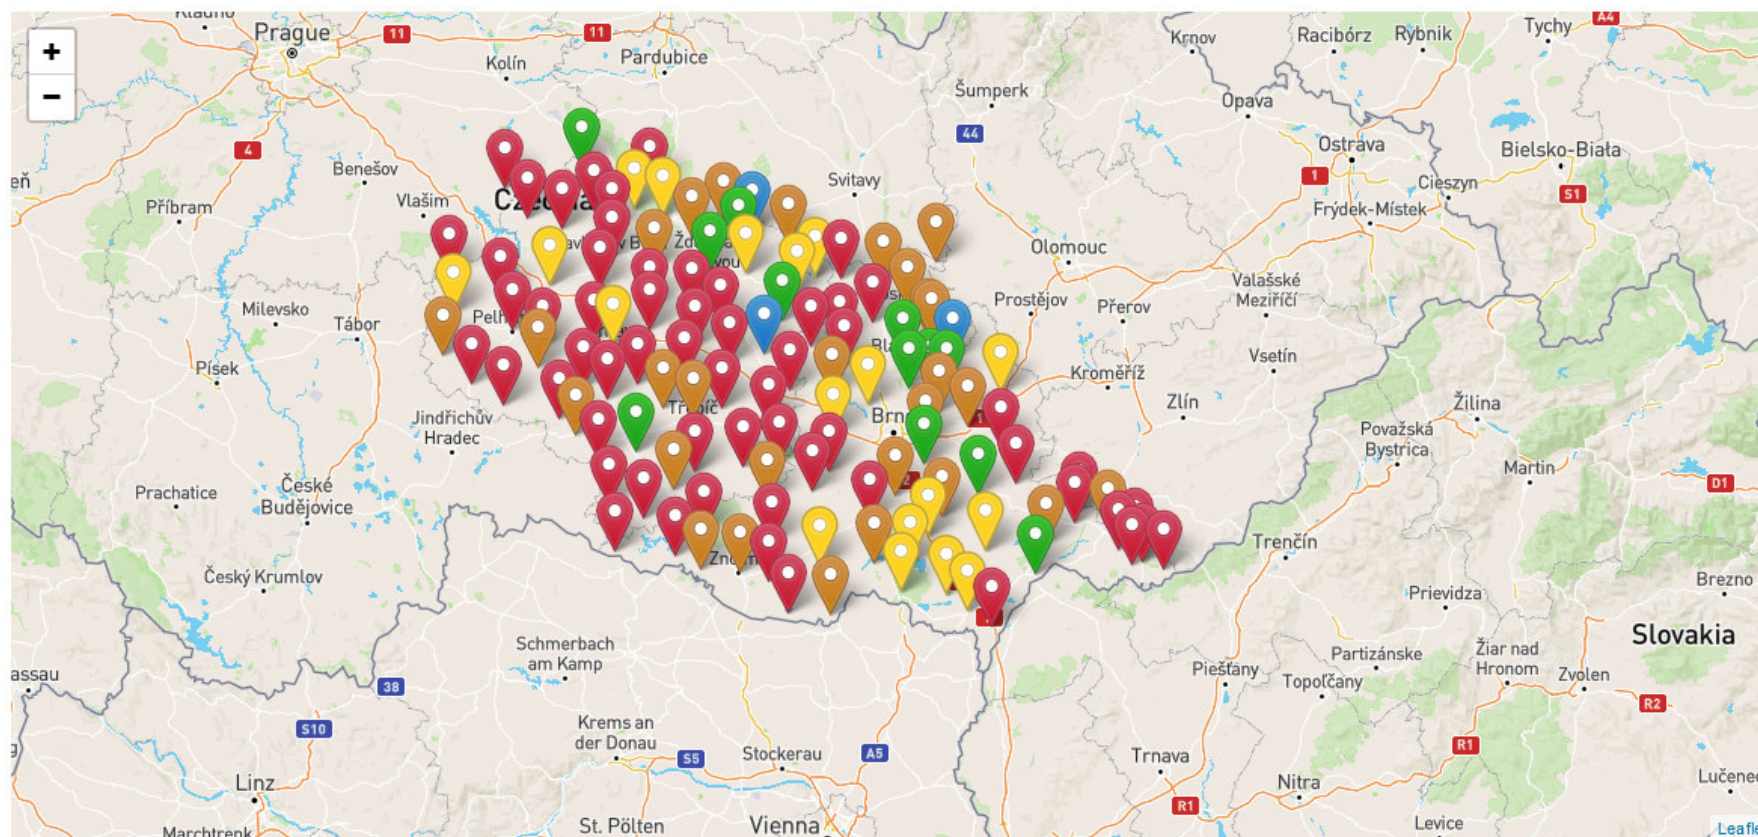 Kladno
Prague
11
11
Kolín
Pardubice
Krnov
Racibórz
Rybnik
Tychy
A4
+
−
Šumperk
Opava
44
Ostrava
Bielsko-Biała
4
Benešov
Svitavy
1
Cieszyn
S1
Příbram
Vlašim
Frýdek-Místek
Olomouc
Valašské
Meziříčí
Milevsko
Tábor
Prostějov
Přerov
Písek
Vsetín
Kroměříž
Jindřichův
Hradec
Třebíč
Brno
Zlín
Žilina
Považská
Bystrica
Martin
D1
Prachatice
České
Budějovice
Trenčín
Český Krumlov
Brezno
Prievidza
Slovakia
Schmerbach
am Kamp
Partizánske
Žiar nad
Hronom
Zvolen
Piešťany
Topoľčany
38
S10
R2
Krems an
der Donau
S5
Stockerau
A5
R1
Trnava
Nitra
Linz
R1
St. Pölten
Vienna
Levice
Marchtrenk